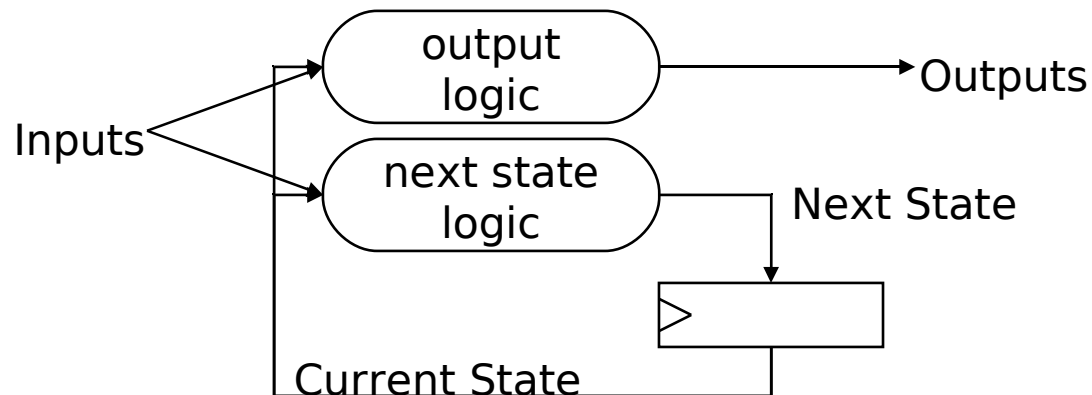 output
logic
Outputs
Inputs
next state
logic
Next State
Current State